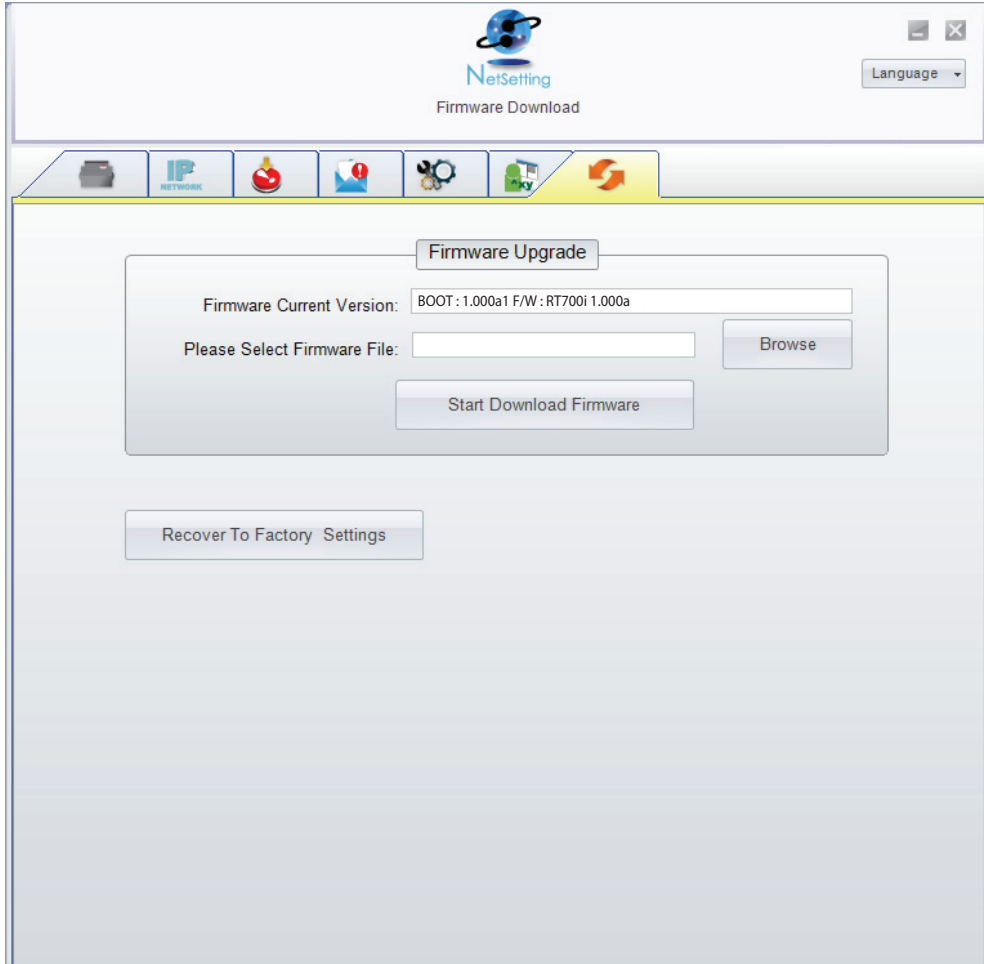 NetSetting
Language
Firmware Download
IP
NETWORK
^xy
Firmware Upgrade
Firmware Current Version: BOOT : 1.000a1 F/W : RT700i 1.000a
Please Select Firmware File: Browse
Start Download Firmware
Recover To Factory Settings